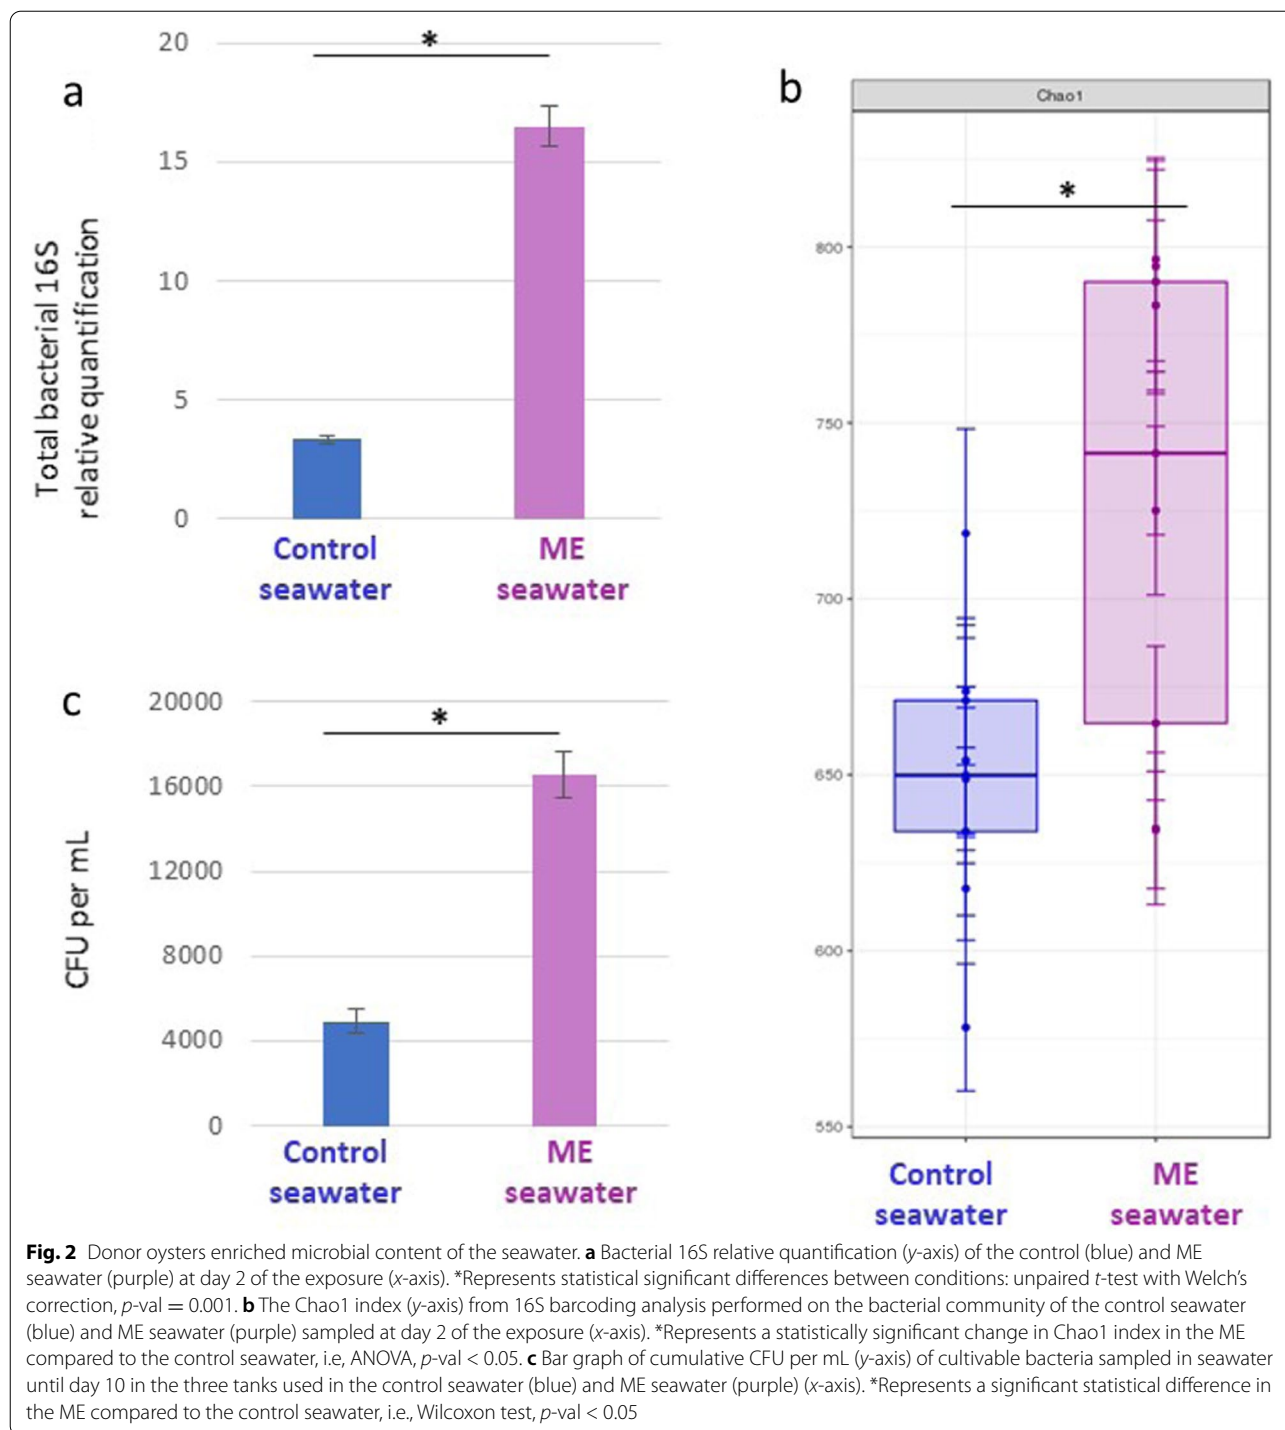 a
*
20
15
10
5
0
Total bacterial 16S
relative quantification
Control
seawater
ME
seawater
b
Chao1
*
800
750
700
650
600
550
Control
seawater
ME
seawater
c
*
20000
16000
12000
8000
4000
0
CFU per mL
Control
seawater
ME
seawater
Fig. 2 Donor oysters enriched microbial content of the seawater. a Bacterial 16S relative quantification (y-axis) of the control (blue) and ME
seawater (purple) at day 2 of the exposure (x-axis). *Represents statistical significant differences between conditions: unpaired t-test with Welch's
correction, p-val = 0.001. b The Chao1 index (y-axis) from 16S barcoding analysis performed on the bacterial community of the control seawater
(blue) and ME seawater (purple) sampled at day 2 of the exposure (x-axis). *Represents a statistically significant change in Chao1 index in the ME
compared to the control seawater, i.e, ANOVA, p-val < 0.05. c Bar graph of cumulative CFU per mL (y-axis) of cultivable bacteria sampled in seawater
until day 10 in the three tanks used in the control seawater (blue) and ME seawater (purple) (x-axis). *Represents a significant statistical difference in
the ME compared to the control seawater, i.e., Wilcoxon test, p-val < 0.05